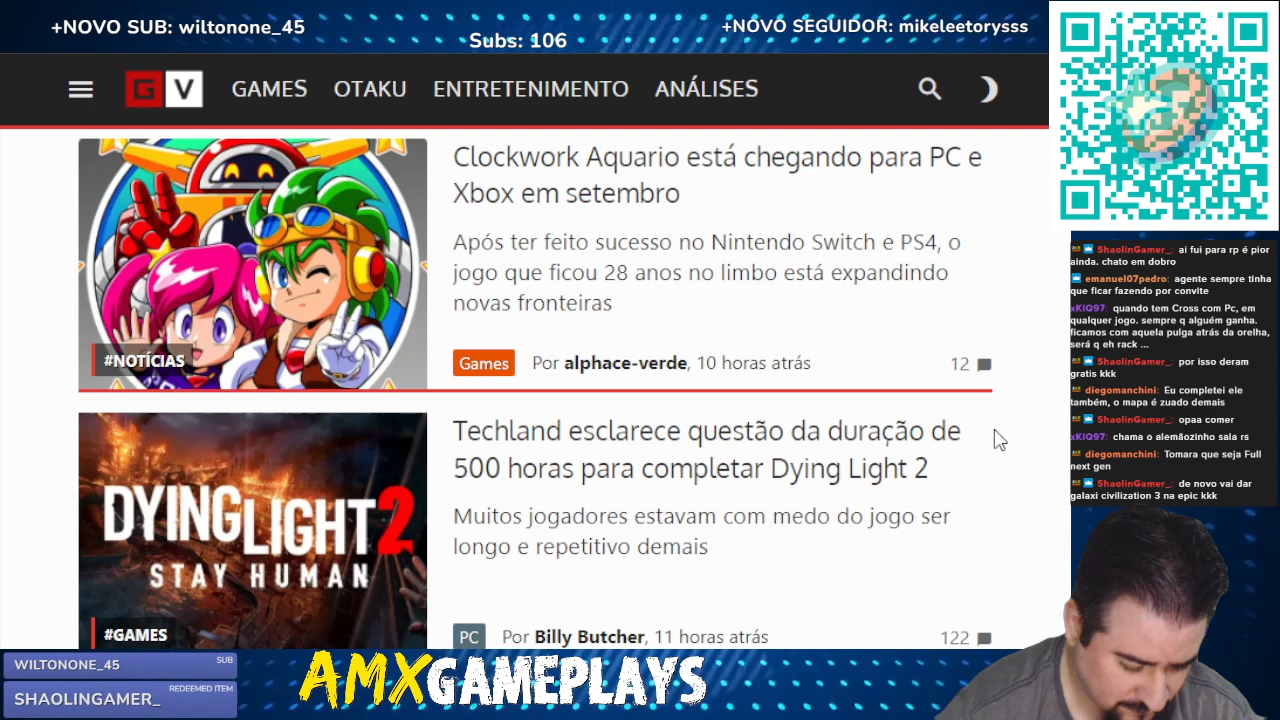 +NOVO SUB: wiltonone_45
Subs: 106
+NOVO SEGUIDOR: mikeleetorysss
G V
GAMES
OTAKU
ENTRETENIMENTO
ANÁLISES
Clockwork Aquario está chegando para PC e
Xbox em setembro
Após ter feito sucesso no Nintendo Switch e PS4, o
jogo que ficou 28 anos no limbo está expandindo
novas fronteiras
#NOTÍCIAS
Games
Por alphace-verde, 10 horas atrás
12
Techland esclarece questão da duração de
500 horas para completar Dying Light 2
Muitos jogadores estavam com medo do jogo ser
longo e repetitivo demais
DYING LIGHT 2
STAY HUMAN
#GAMES
PC
Por Billy Butcher, 11 horas atrás
122
ShaolinGamer_: ai fui para rp é pior
ainda. chato em dobro
emanuel07pedro: agente sempre tinha
que ficar fazendo por convite
xKIQ97: quando tem Cross com Pc, em
qualquer jogo. sempre q alguém ganha.
ficamos com aquela pulga atrás da orelha,
será q eh rack ...
ShaolinGamer_: por isso deram
gratis kkk
diegomanchini: Eu completei ele
também, o mapa é zuado demais
ShaolinGamer_: opaa comer
xKIQ97: chama o alemãozinho sala rs
diegomanchini: Tomara que seja Full
next gen
ShaolinGamer_: de novo vai dar
galaxi civilization 3 na epic kkk
WILTONONE_45
SUB
SHAOLINGAMER_
REDEEMED ITEM
AMXGAMEPLAYS